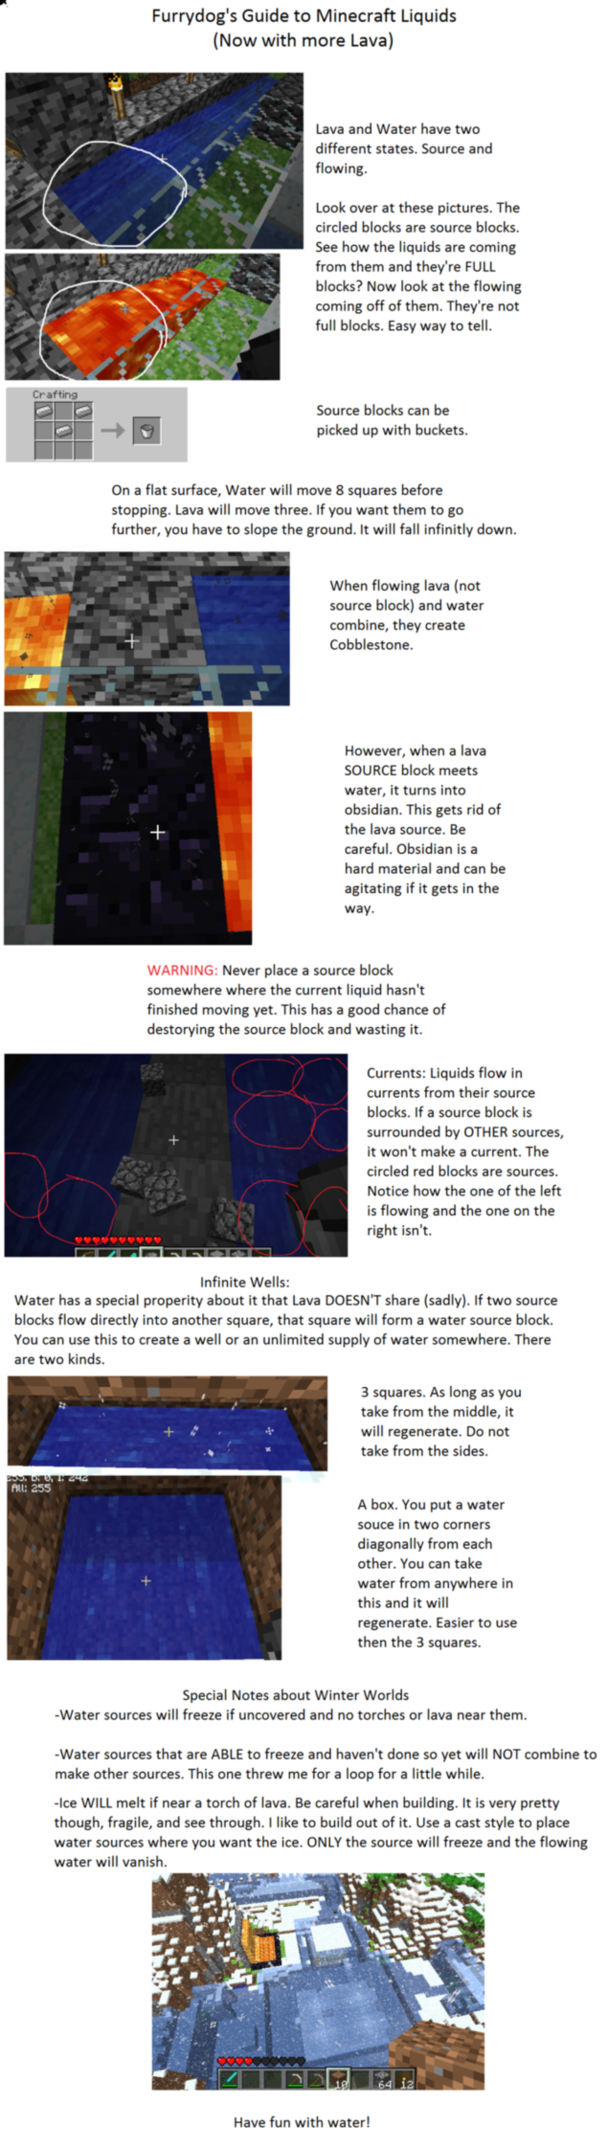 Furrydog's Guide to Minecraft Liquids
(Now with more Lava)
Lava and Water have two
different states. Source and
flowing.
Look over at these pictures. The
circled blocks are source blocks.
See how the liquids are coming
from them and they're FULL
blocks? Now look at the flowing
coming off of them. They're not
full blocks. Easy way to tell.
Crafting
Source blocks can be
picked up with buckets.
On a flat surface, Water will move 8 squares before
stopping. Lava will move three. If you want them to go
further, you have to slope the ground. It will fall infinitly down.
When flowing lava (not
source block) and water
combine, they create
Cobblestone.
However, when a lava
SOURCE block meets
water, it turns into
obsidian. This gets rid of
the lava source. Be
careful. Obsidian is a
hard material and can be
agitating if it gets in the
way.
WARNING: Never place a source block
somewhere where the current liquid hasn't
finished moving yet. This has a good chance of
destorying the source block and wasting it.
Currents: Liquids flow in
currents from their source
blocks. If a source block is
surrounded by OTHER sources,
it won't make a current. The
circled red blocks are sources.
Notice how the one of the left
is flowing and the one on the
right isn't.
Infinite Wells:
Water has a special properity about it that Lava DOESN'T share (sadly). If two source
blocks flow directly into another square, that square will form a water source block.
You can use this to create a well or an unlimited supply of water somewhere. There
are two kinds.
3 squares. As long as you
take from the middle, it
will regenerate. Do not
take from the sides.
All: 255
A box. You put a water
souce in two corners
diagonally from each
other. You can take
water from anywhere in
this and it will
regenerate. Easier to use
then the 3 squares.
Special Notes about Winter Worlds
-Water sources will freeze if uncovered and no torches or lava near them.
-Water sources that are ABLE to freeze and haven't done so yet will NOT combine to
make other sources. This one threw me for a loop for a little while.
-Ice WILL melt if near a torch of lava. Be careful when building. It is very pretty
though, fragile, and see through. I like to build out of it. Use a cast style to place
water sources where you want the ice. ONLY the source will freeze and the flowing
water will vanish.
10 64 12
Have fun with water!